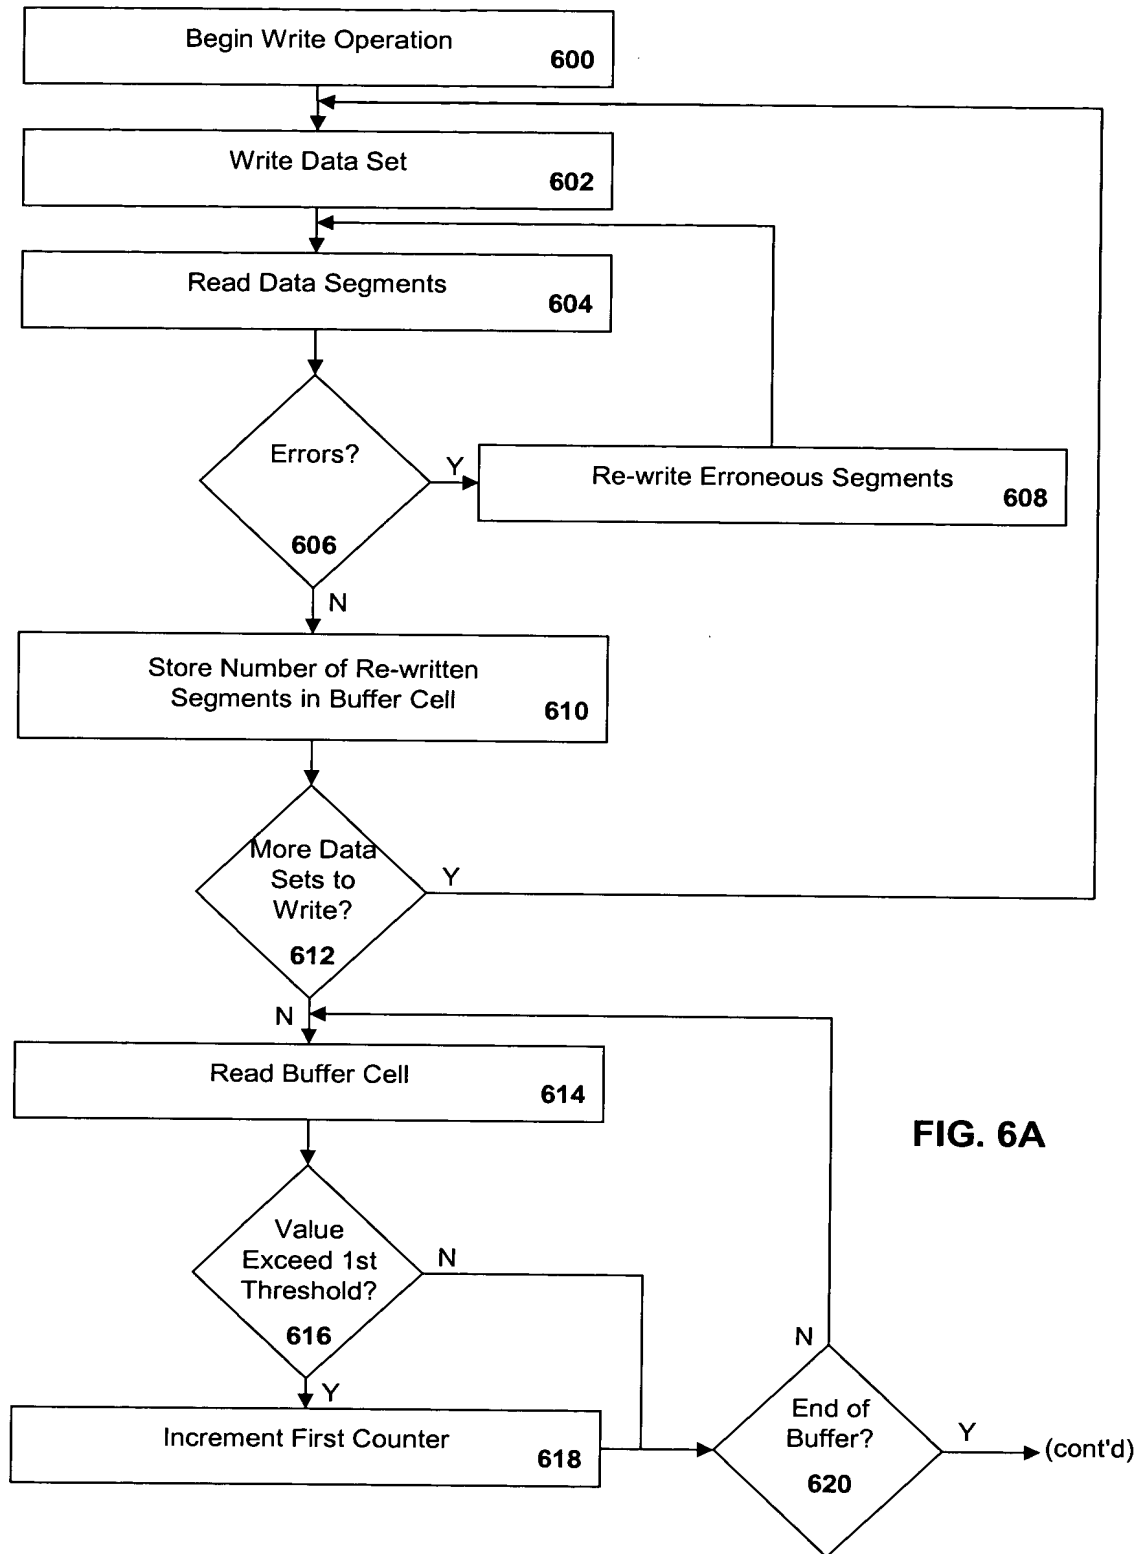 Begin Write Operation
600
Write Data Set
602
Read Data Segments
604
Errors?
606
Y
Re-write Erroneous Segments
608
N
Store Number of Re-written
Segments in Buffer Cell
610
More Data
Sets to
Write?
612
Y
N
Read Buffer Cell
614
FIG. 6A
Value
Exceed 1st
Threshold?
616
N
Y
Increment First Counter
618
N
End of
Buffer?
620
Y
(cont'd)